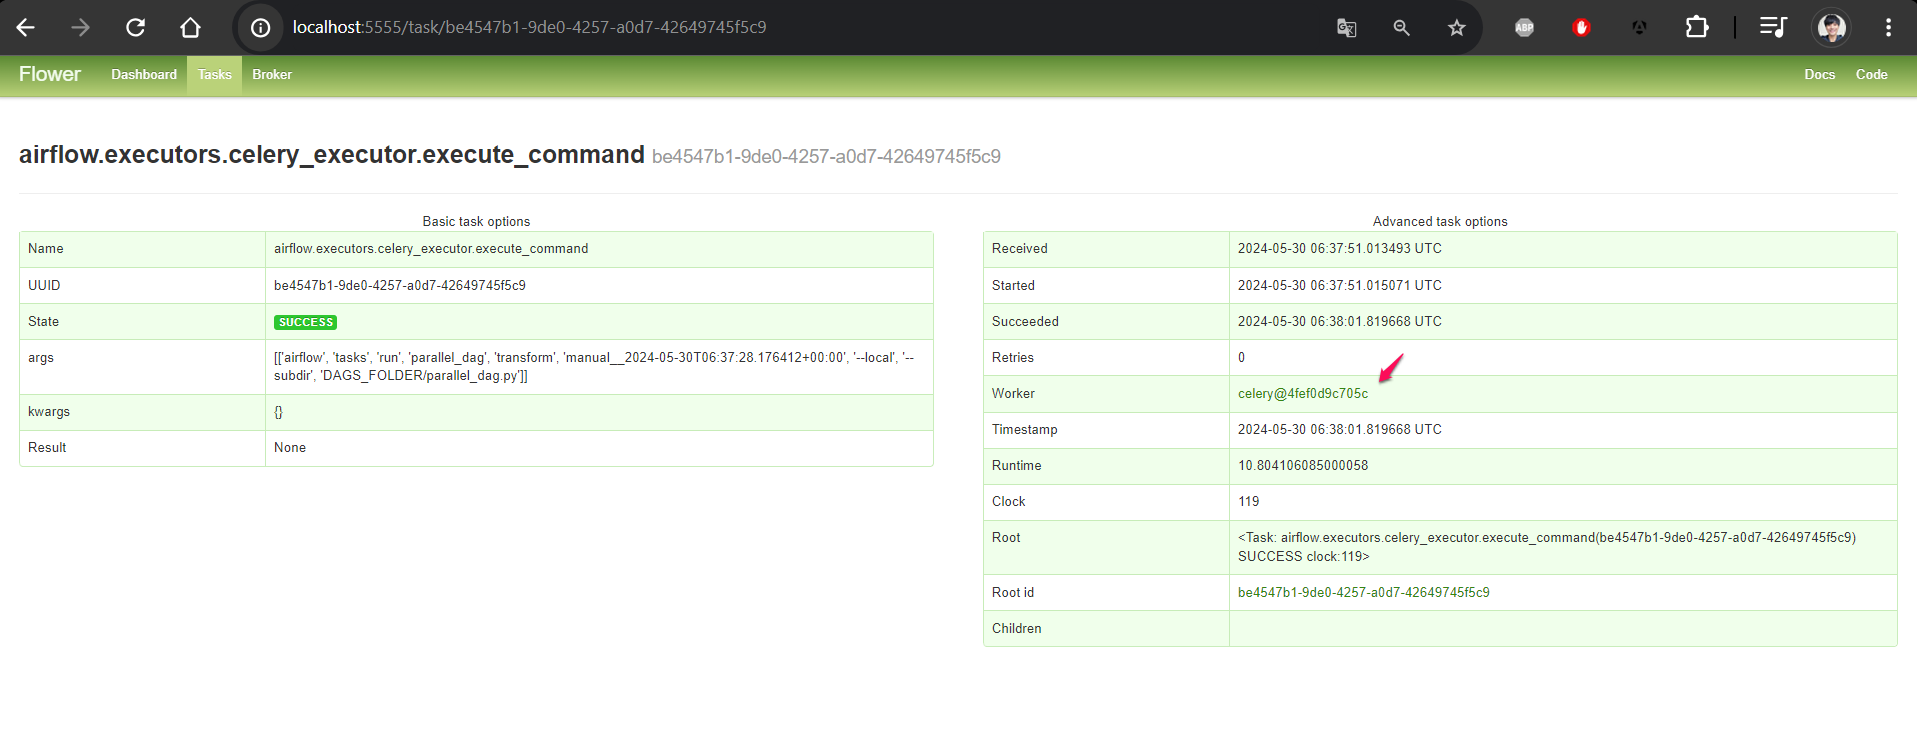 localhost:5555/task/be4547b1-9de0-4257-a0d7-42649745f5c9
ABP
Flower Dashboard Tasks Broker Docs Code
airflow.executors.celery_executor.execute_command be4547b1-9de0-4257-a0d7-42649745f5c9
Basic task options
Name airflow.executors.celery_executor.execute_command
UUID be4547b1-9de0-4257-a0d7-42649745f5c9
State SUCCESS
args [['airflow', 'tasks', 'run', 'parallel_dag', 'transform', 'manual__2024-05-30T06:37:28.176412+00:00', '--local', '--
subdir', 'DAGS_FOLDER/parallel_dag.py']]
kwargs {}
Result None
Advanced task options
Received 2024-05-30 06:37:51.013493 UTC
Started 2024-05-30 06:37:51.015071 UTC
Succeeded 2024-05-30 06:38:01.819668 UTC
Retries 0
Worker celery@4fef0d9c705c
Timestamp 2024-05-30 06:38:01.819668 UTC
Runtime 10.804106085000058
Clock 119
Root <Task: airflow.executors.celery_executor.execute_command(be4547b1-9de0-4257-a0d7-42649745f5c9)
SUCCESS clock:119>
Root id be4547b1-9de0-4257-a0d7-42649745f5c9
Children